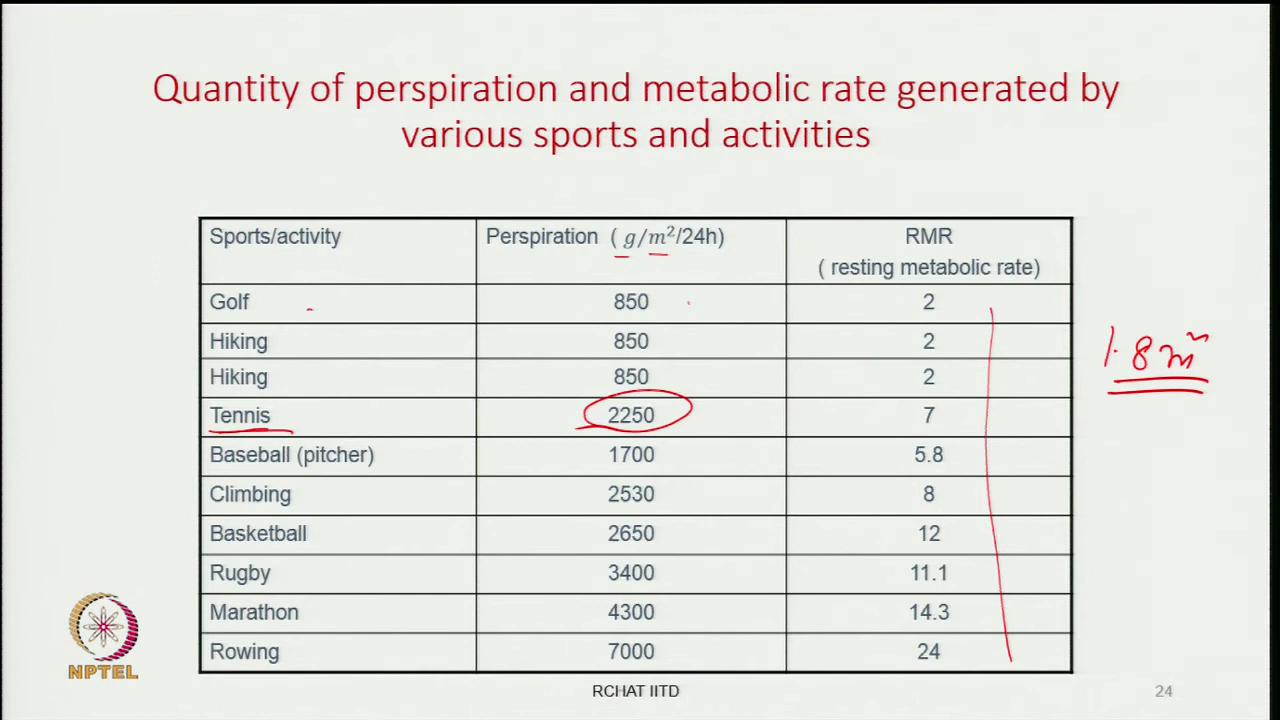 Quantity of perspiration and metabolic rate generated by
various sports and activities
Sports/activity Perspiration ( g/m²/24h) RMR
( resting metabolic rate)
Golf 850 2
Hiking 850 2
Hiking 850 2
Tennis 2250 7
Baseball (pitcher) 1700 5.8
Climbing 2530 8
Basketball 2650 12
Rugby 3400 11.1
Marathon 4300 14.3
Rowing 7000 24
1.8 m²
NPTEL
RCHAT IITD
24